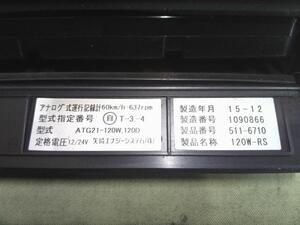 アナログ式運行記録計60km/h-637rpm
型式指定番号 自 T-3-4
型式 ATG21-120W,120D
定格電圧 12/24V 矢崎エナジーシステム(株)
製造年月 15-12
製造番号 1090866
製品番号 511-6710
製品名称 120W-RS